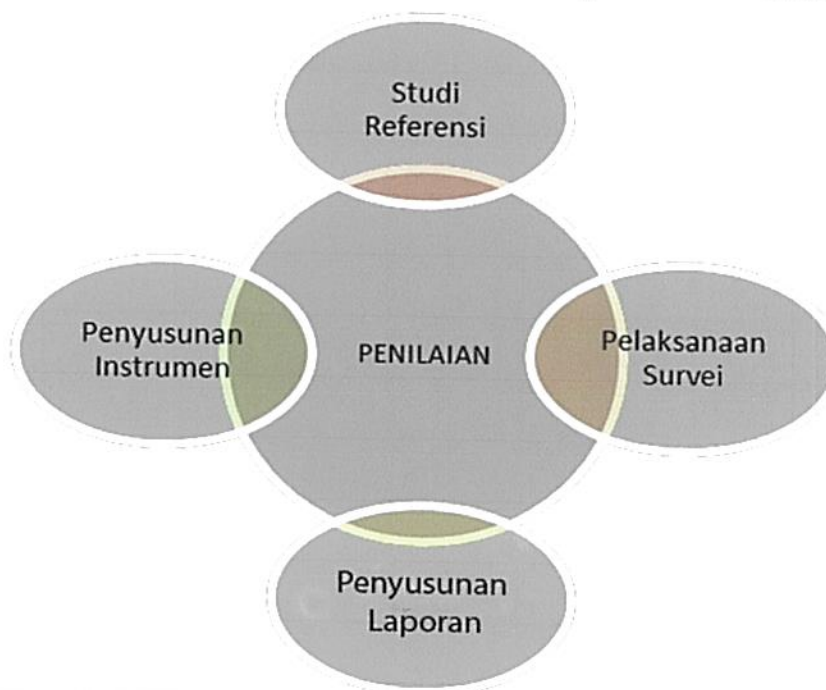 Studi
Referensi
Penyusunan
Instrumen
PENILAIAN
Pelaksanaan
Survei
Penyusunan
Laporan